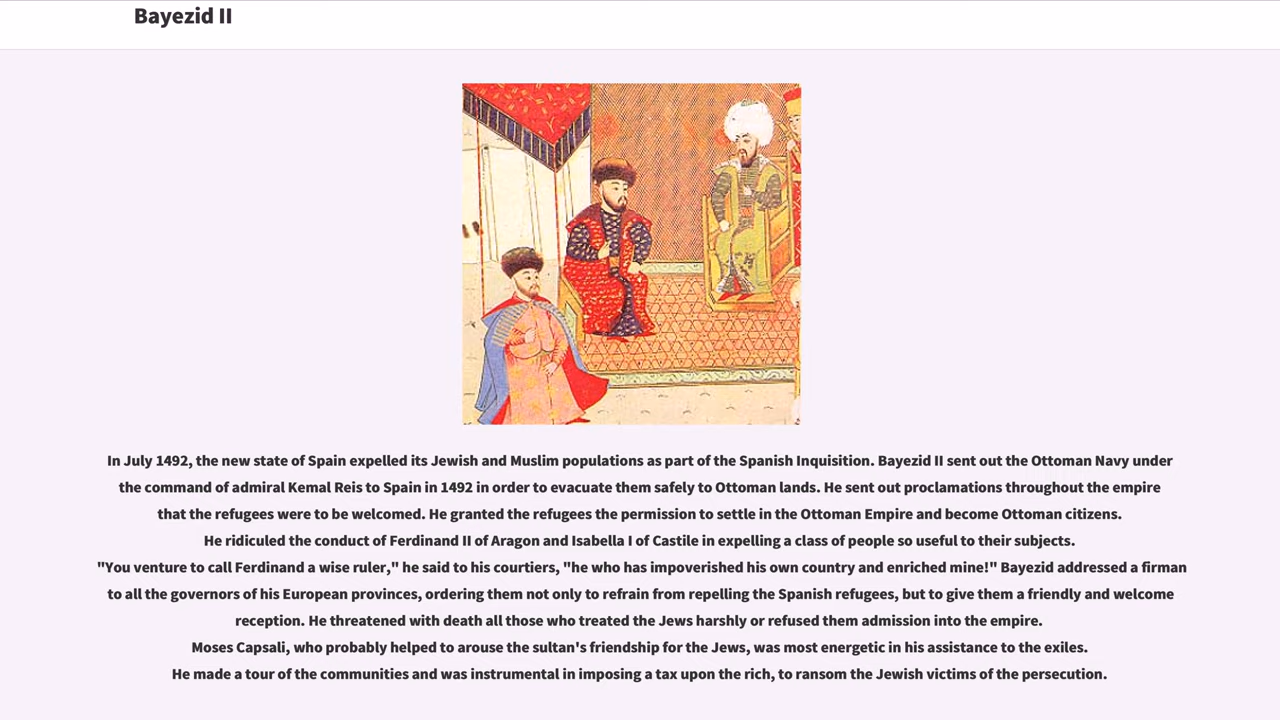 Bayezid II
In July 1492, the new state of Spain expelled its Jewish and Muslim populations as part of the Spanish Inquisition. Bayezid II sent out the Ottoman Navy under
the command of admiral Kemal Reis to Spain in 1492 in order to evacuate them safely to Ottoman lands. He sent out proclamations throughout the empire
that the refugees were to be welcomed. He granted the refugees the permission to settle in the Ottoman Empire and become Ottoman citizens.
He ridiculed the conduct of Ferdinand II of Aragon and Isabella I of Castile in expelling a class of people so useful to their subjects.
"You venture to call Ferdinand a wise ruler," he said to his courtiers, "he who has impoverished his own country and enriched mine!" Bayezid addressed a firman
to all the governors of his European provinces, ordering them not only to refrain from repelling the Spanish refugees, but to give them a friendly and welcome
reception. He threatened with death all those who treated the Jews harshly or refused them admission into the empire.
Moses Capsali, who probably helped to arouse the sultan's friendship for the Jews, was most energetic in his assistance to the exiles.
He made a tour of the communities and was instrumental in imposing a tax upon the rich, to ransom the Jewish victims of the persecution.